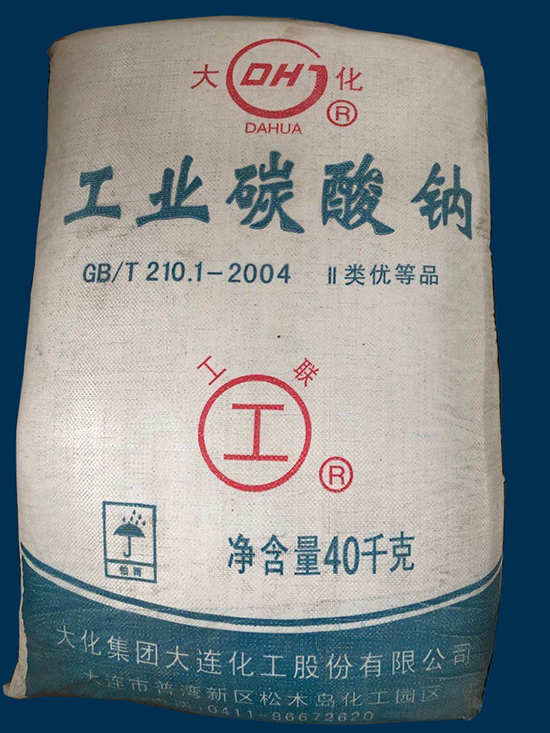 大 DH 化 ®
DAHUA
工业碳酸钠
GB/T 210.1-2004 Ⅱ类优等品
工联
工 ®
怕雨
净含量40千克
大化集团大连化工股份有限公司
大连市普湾新区松木岛化工园区
0411-86672620